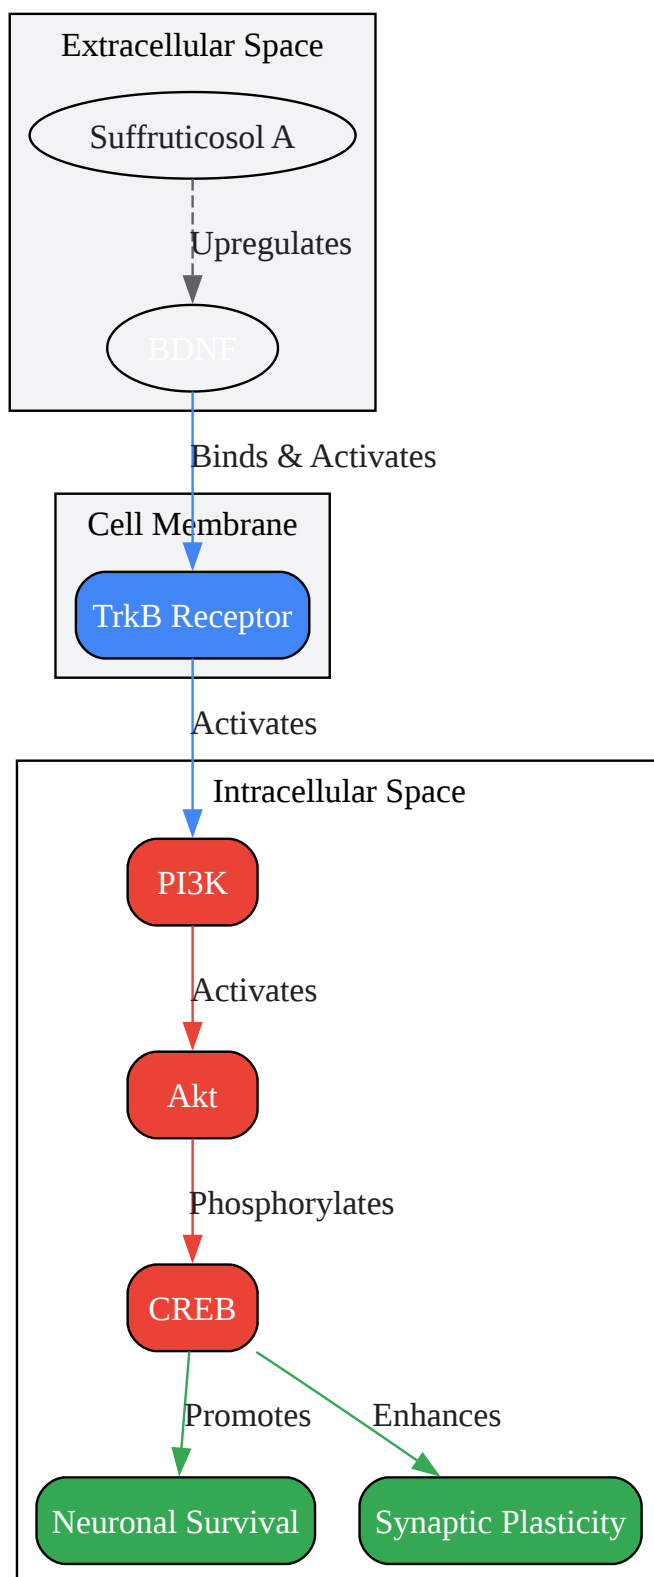 Extracellular Space
Suffruticosol A
Upregulates
BDNF
Binds & Activates
Cell Membrane
TrkB Receptor
Activates
Intracellular Space
PI3K
Activates
Akt
Phosphorylates
CREB
Promotes
Enhances
Neuronal Survival
Synaptic Plasticity